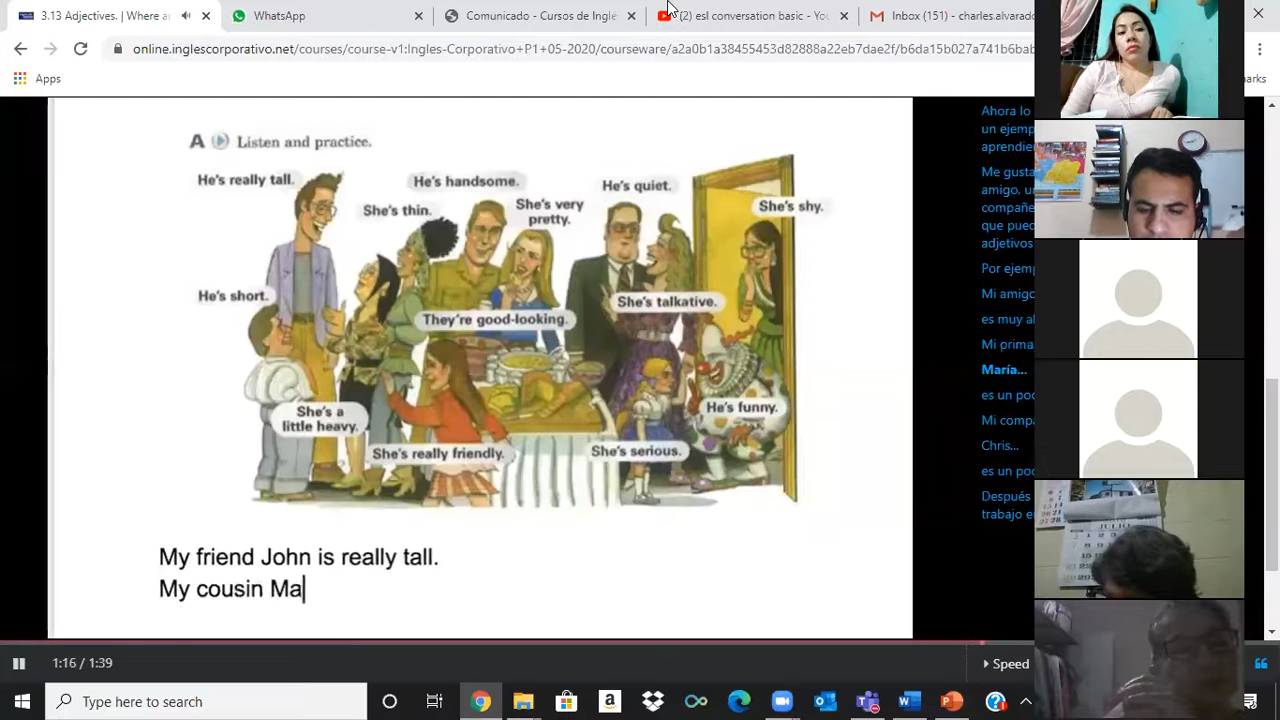 3.13 Adjectives. | Where a
WhatsApp
Comunicado - Cursos de Inglé
(2) esl conversation basic - You
Inbox (151) - charles.alvarado
online.inglescorporativo.net/courses/course-v1:Ingles-Corporativo+P1+05-2020/courseware/a2a0b1a38455453d82888a22eb7dae2f/b6da15b027a741b6bab
Apps
A Listen and practice.
He's really tall.
He's handsome.
He's quiet.
She's thin.
She's very
pretty.
She's shy.
He's short.
She's talkative.
They're good-looking.
She's a
little heavy.
He's funny.
She's really friendly.
She's serious.
My friend John is really tall.
My cousin Ma
Ahora lo
un ejemp
aprendie
Me gusta
amigo, u
compañe
que pued
adjetivos
Por ejemp
Mi amigo
es muy al
Mi prima
María...
es un poc
Mi compa
Chris...
es un poc
Después
trabajo e
JULIO
1:16 / 1:39
Speed
Type here to search